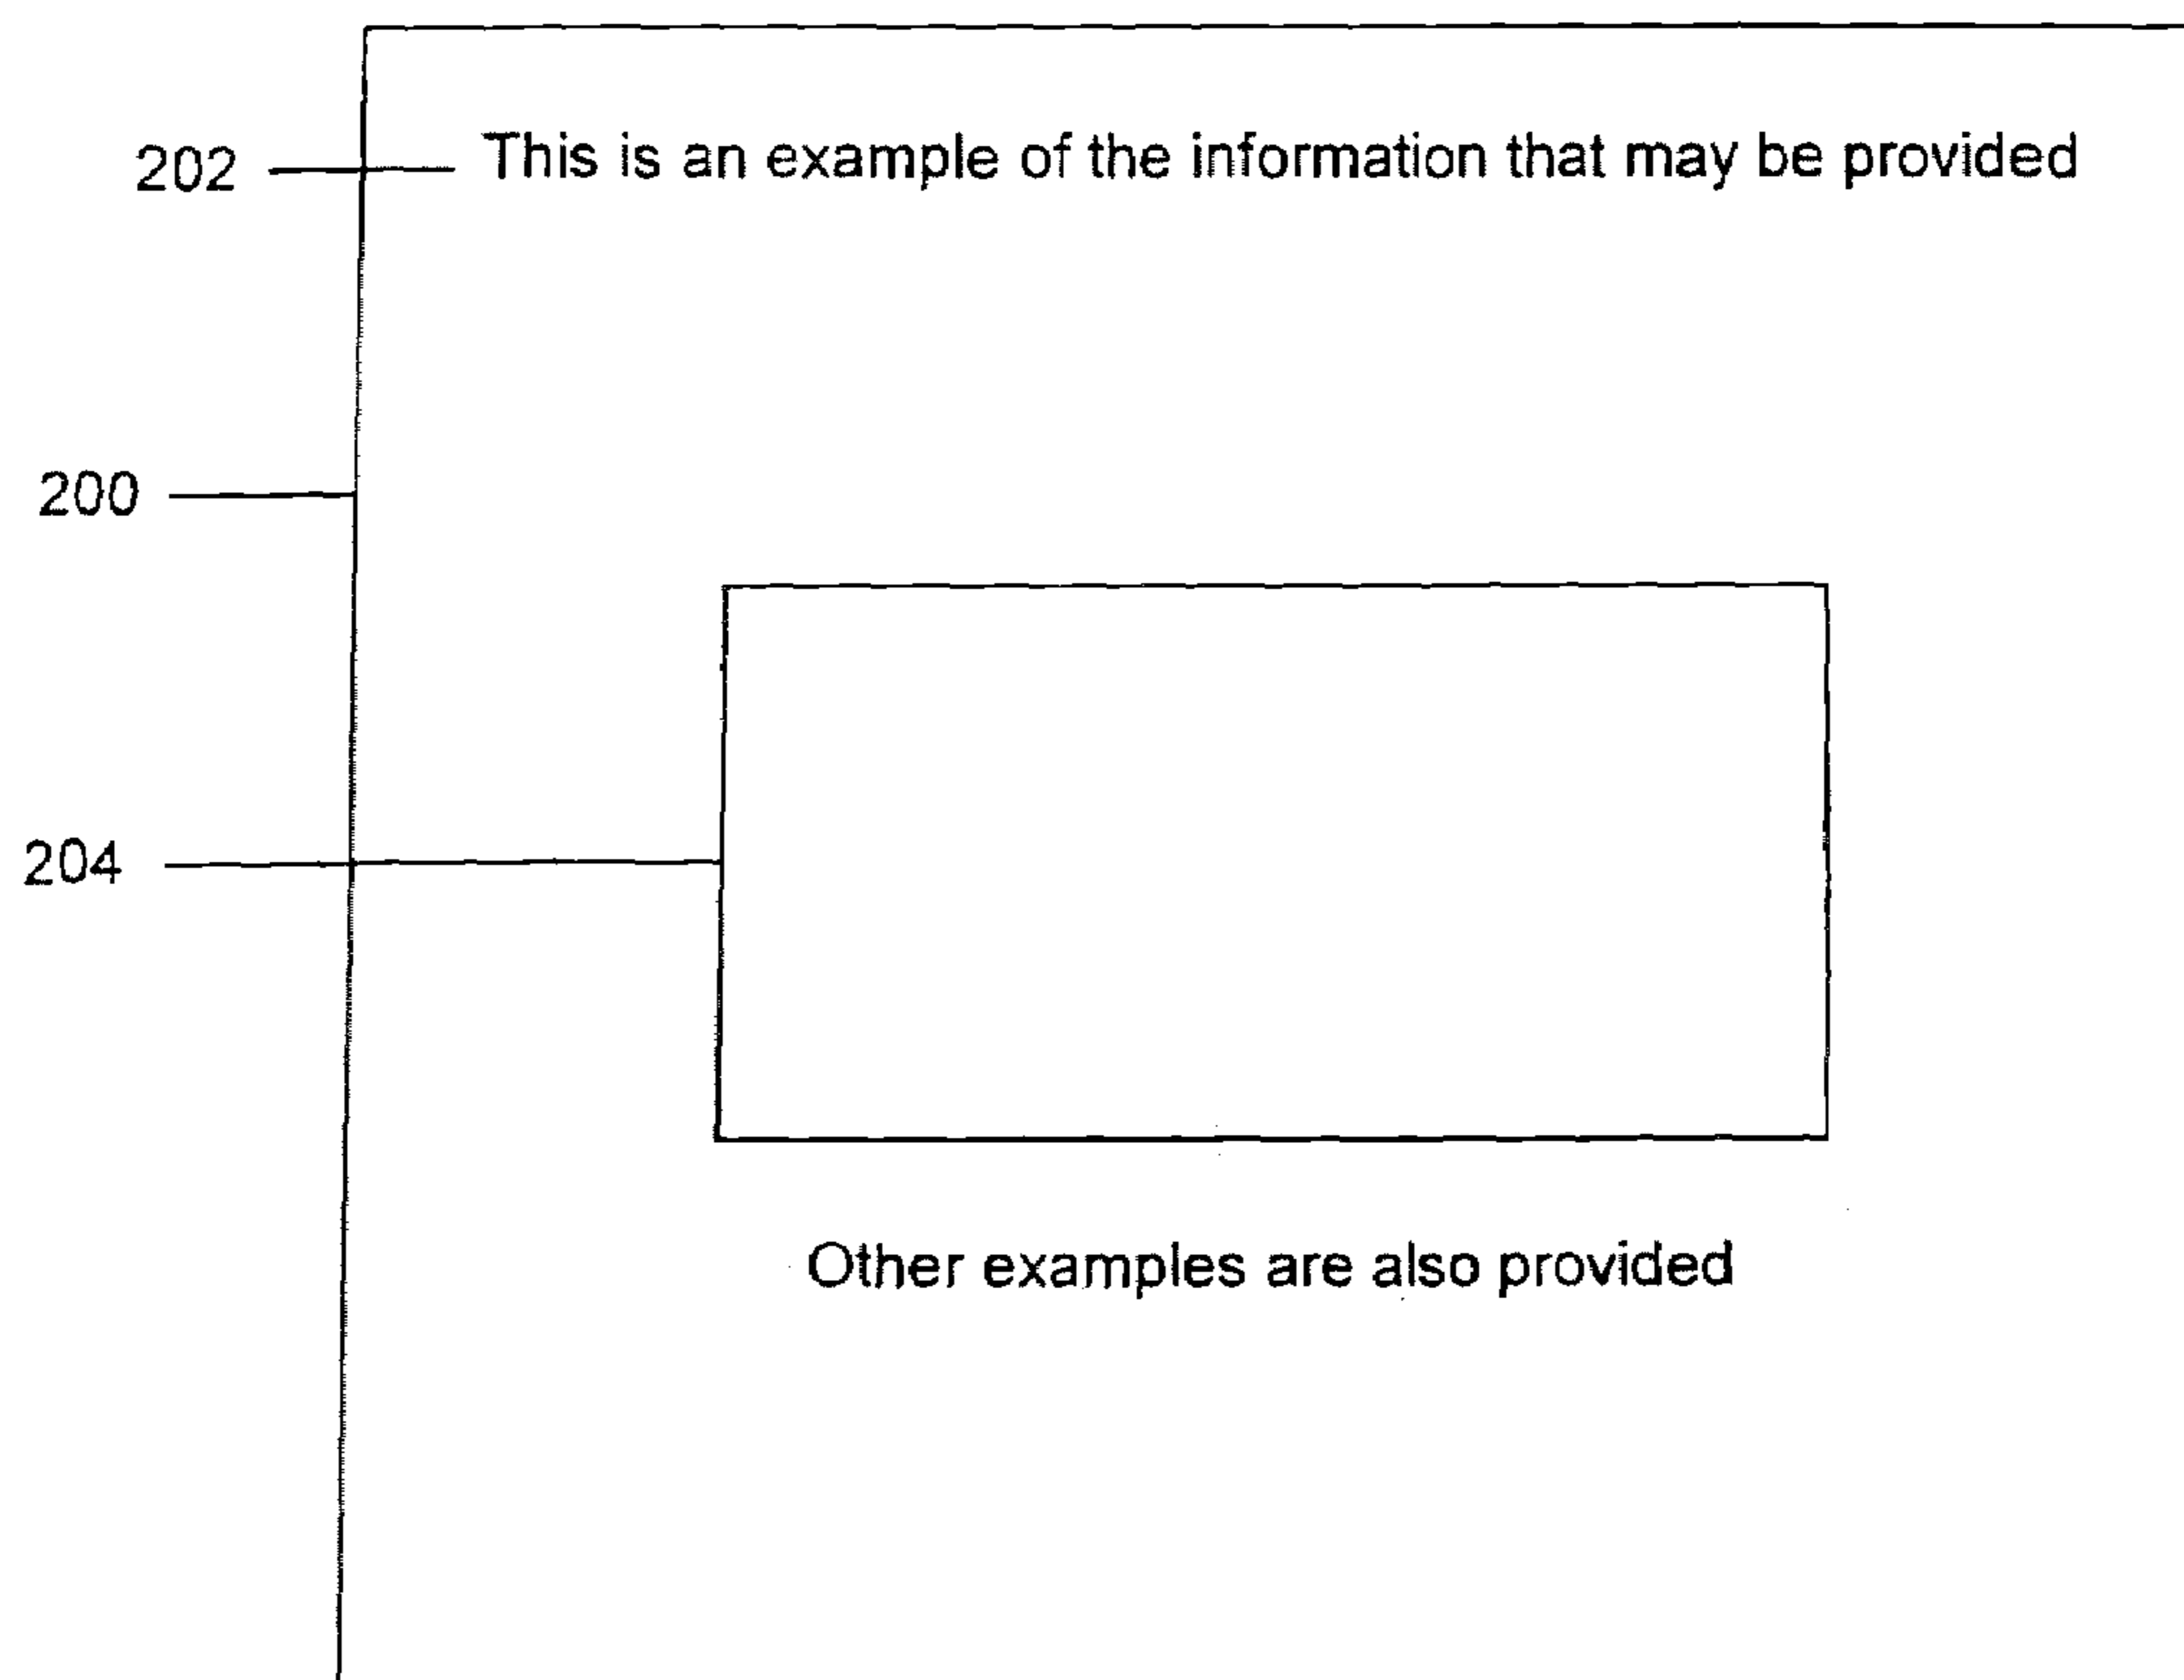 202 This is an example of the information that may be provided
200
204
Other examples are also provided